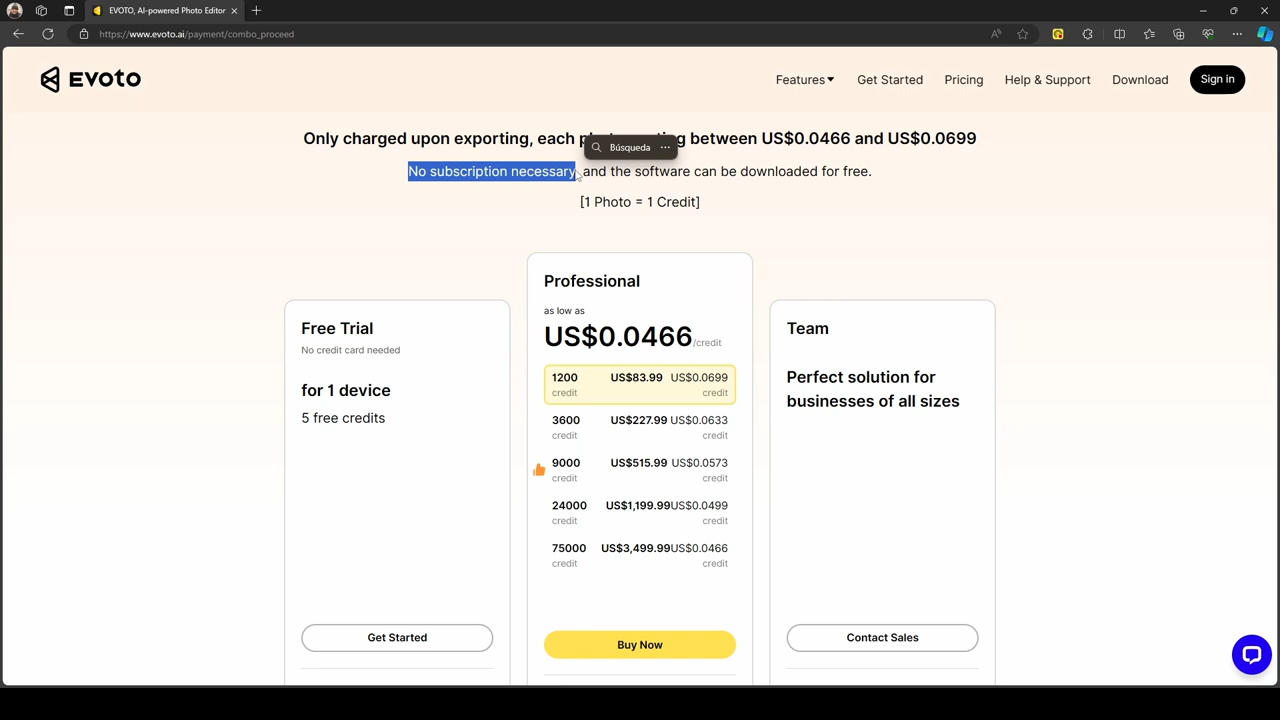 EVOTO, AI-powered Photo Editor
https://www.evoto.ai/payment/combo_proceed
EVOTO
Features
Get Started
Pricing
Help & Support
Download
Sign in
Only charged upon exporting, each between US$0.0466 and US$0.0699
Búsqueda
No subscription necessary and the software can be downloaded for free.
[1 Photo = 1 Credit]
Free Trial
No credit card needed
for 1 device
5 free credits
Get Started
Professional
as low as
US$0.0466/credit
1200 US$83.99 US$0.0699
credit credit
3600 US$227.99 US$0.0633
credit credit
9000 US$515.99 US$0.0573
credit credit
24000 US$1,199.99 US$0.0499
credit credit
75000 US$3,499.99 US$0.0466
credit credit
Buy Now
Team
Perfect solution for
businesses of all sizes
Contact Sales